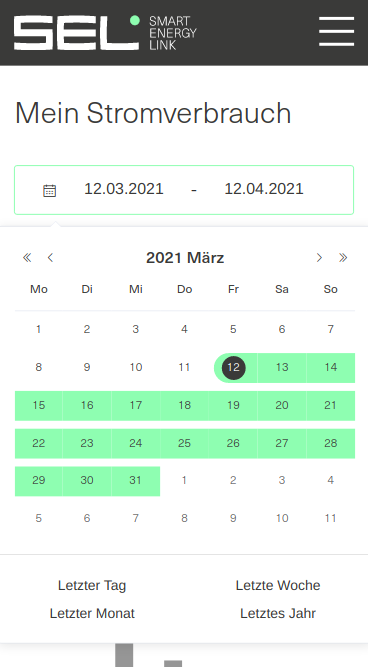 SEL SMART
ENERGY
LINK
Mein Stromverbrauch
12.03.2021 - 12.04.2021
2021 März
Mo Di Mi Do Fr Sa So
1 2 3 4 5 6 7
8 9 10 11 12 13 14
15 16 17 18 19 20 21
22 23 24 25 26 27 28
29 30 31 1 2 3 4
5 6 7 8 9 10 11
Letzter Tag Letzte Woche
Letzter Monat Letztes Jahr